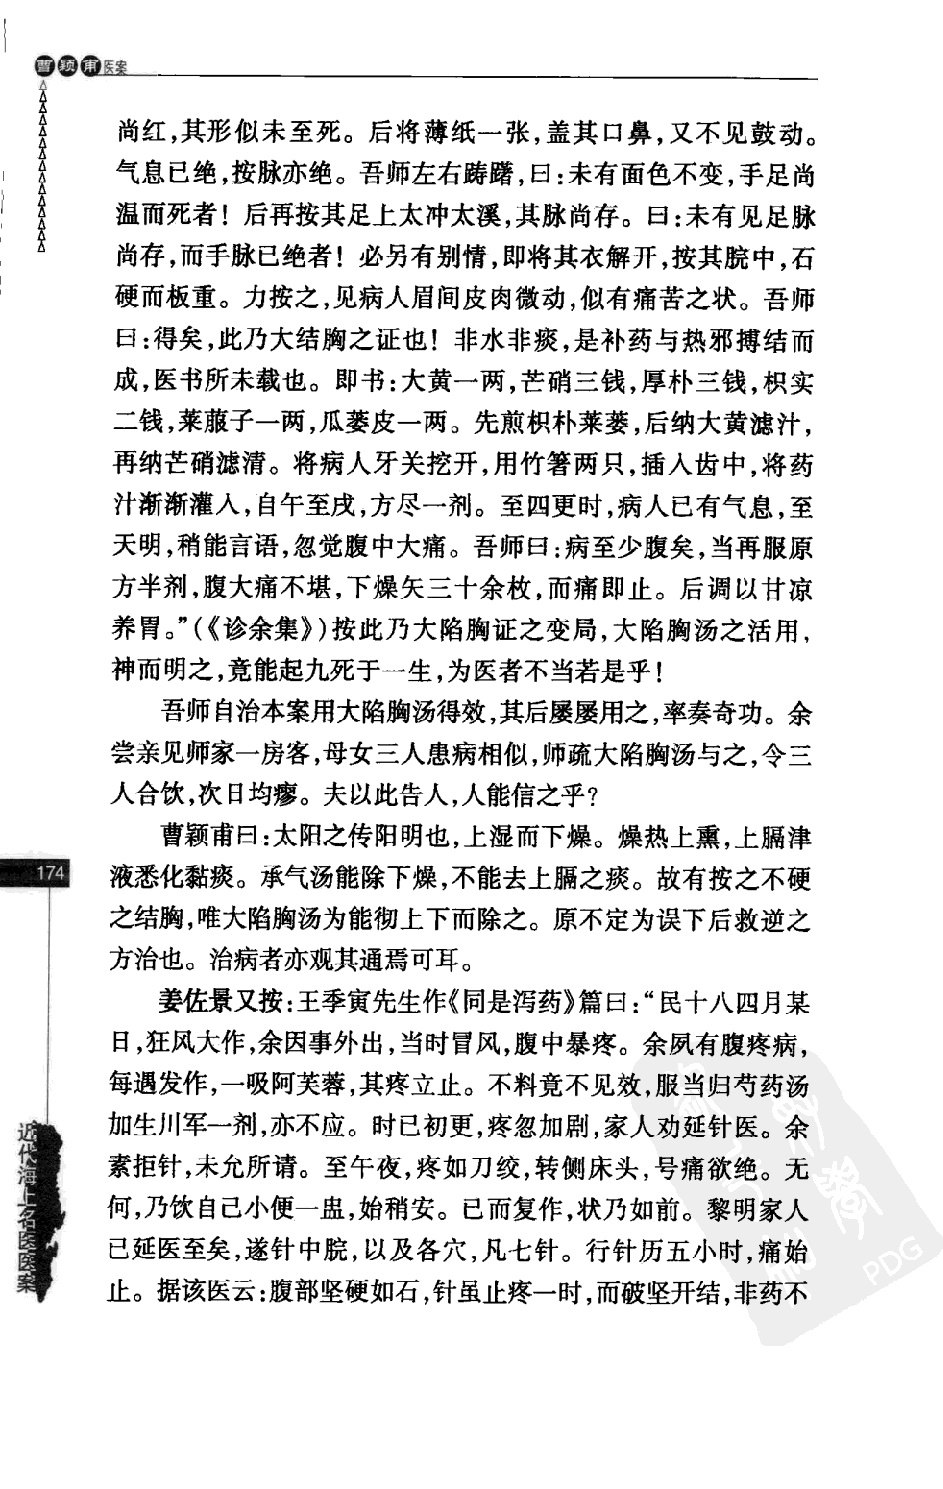 曹颖甫医案
尚红,其形似未至死。后将薄纸一张,盖其口鼻,又不见鼓动。
气息已绝,按脉亦绝。吾师左右踌躇,曰:未有面色不变,手足尚
温而死者!后再按其足上太冲太溪,其脉尚存。曰:未有见足脉
尚存,而手脉已绝者!必另有别情,即将其衣解开,按其脘中,石
硬而板重。力按之,见病人眉间皮肉微动,似有痛苦之状。吾师
曰:得矣,此乃大结胸之证也!非水非痰,是补药与热邪搏结而
成,医书所未载也。即书:大黄一两,芒硝三钱,厚朴三钱,枳实
二钱,莱菔子一两,瓜蒌皮一两。先煎枳朴莱蒌,后纳大黄滤汁,
再纳芒硝滤清。将病人牙关挖开,用竹箸两只,插入齿中,将药
汁渐渐灌入,自午至戌,方尽一剂。至四更时,病人已有气息,至
天明,稍能言语,忽觉腹中大痛。吾师曰:病至少腹矣,当再服原
方半剂,腹大痛不堪,下燥矢三十余枚,而痛即止。后调以甘凉
养胃。”(《诊余集》)按此乃大陷胸证之变局,大陷胸汤之活用,
神而明之,竟能起九死于一生,为医者不当若是乎!
吾师自治本案用大陷胸汤得效,其后屡屡用之,率奏奇功。余
尝亲见师家一房客,母女三人患病相似,师疏大陷胸汤与之,令三
人合饮,次日均瘳。夫以此告人,人能信之乎?
曹颖甫曰:太阳之传阳明也,上湿而下燥。燥热上熏,上膈津
液悉化黏痰。承气汤能除下燥,不能去上膈之痰。故有按之不硬
之结胸,唯大陷胸汤为能彻上下而除之。原不定为误下后救逆之
方治也。治病者亦观其通焉可耳。
姜佐景又按:王季寅先生作《同是泻药》篇曰:“民十八四月某
日,狂风大作,余因事外出,当时冒风,腹中暴疼。余夙有腹疼病,
每遇发作,一吸阿芙蓉,其疼立止。不料竟不见效,服当归芍药汤
加生川军一剂,亦不应。时已初更,疼忽加剧,家人劝延针医。余
素拒针,未允所请。至午夜,疼如刀绞,转侧床头,号痛欲绝。无
何,乃饮自己小便一盅,始稍安。已而复作,状乃如前。黎明家人
已延医至矣,遂针中脘,以及各穴,凡七针。行针历五小时,痛始
止。据该医云:腹部坚硬如石,针虽止疼一时,而破坚开结,非药不
174
近代海上名医医案
PDG